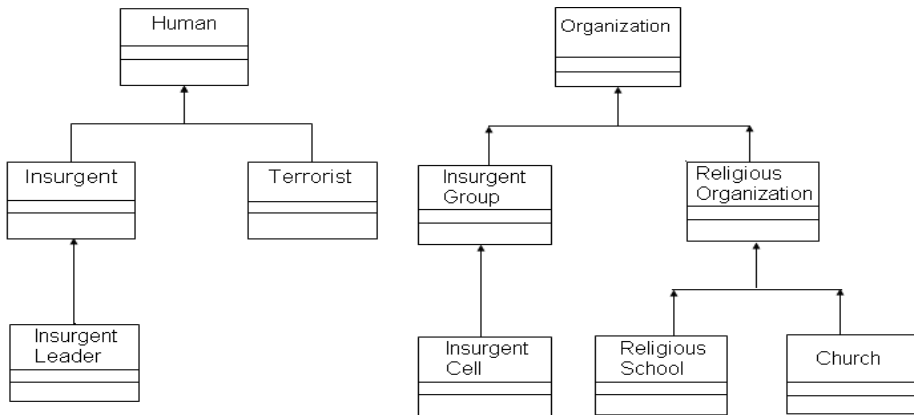 Human
Organization
Insurgent
Terrorist
Insurgent
Group
Religious
Organization
Insurgent
Leader
Insurgent
Cell
Religious
School
Church